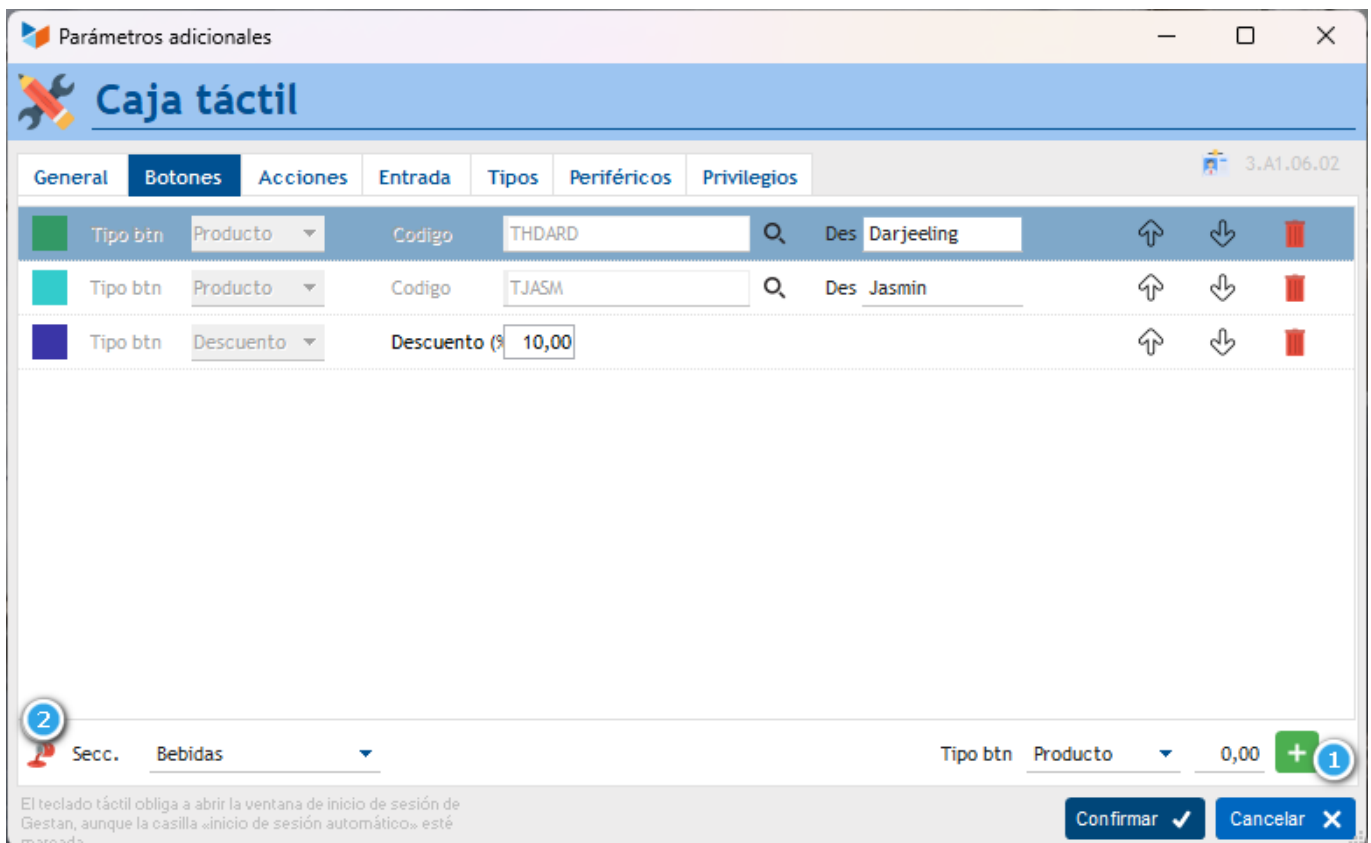 Parámetros adicionales
Caja táctil
General Botones Acciones Entrada Tipos Periféricos Privilegios 3.A1.06.02
Tipo btn Producto Codigo THDARD Des Darjeeling
Tipo btn Producto Codigo TJASM Des Jasmin
Tipo btn Descuento Descuento (% 10,00
2
Secc. Bebidas Tipo btn Producto 0,00 + 1
El teclado táctil obliga a abrir la ventana de inicio de sesión de
Gestan, aunque la casilla «inicio de sesión automático» esté
marcada
Confirmar Cancelar